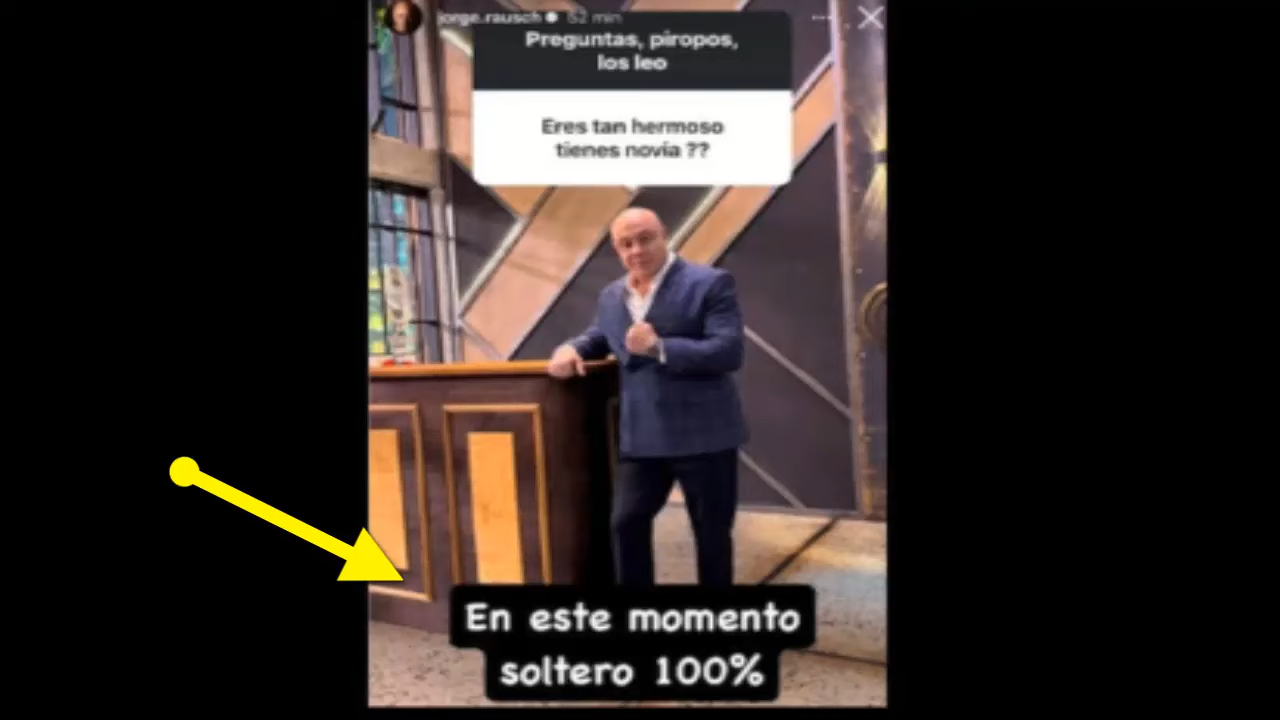 jorge.rausch 52 min
Preguntas, piropos,
los leo
Eres tan hermoso
tienes novia ??
En este momento
soltero 100%